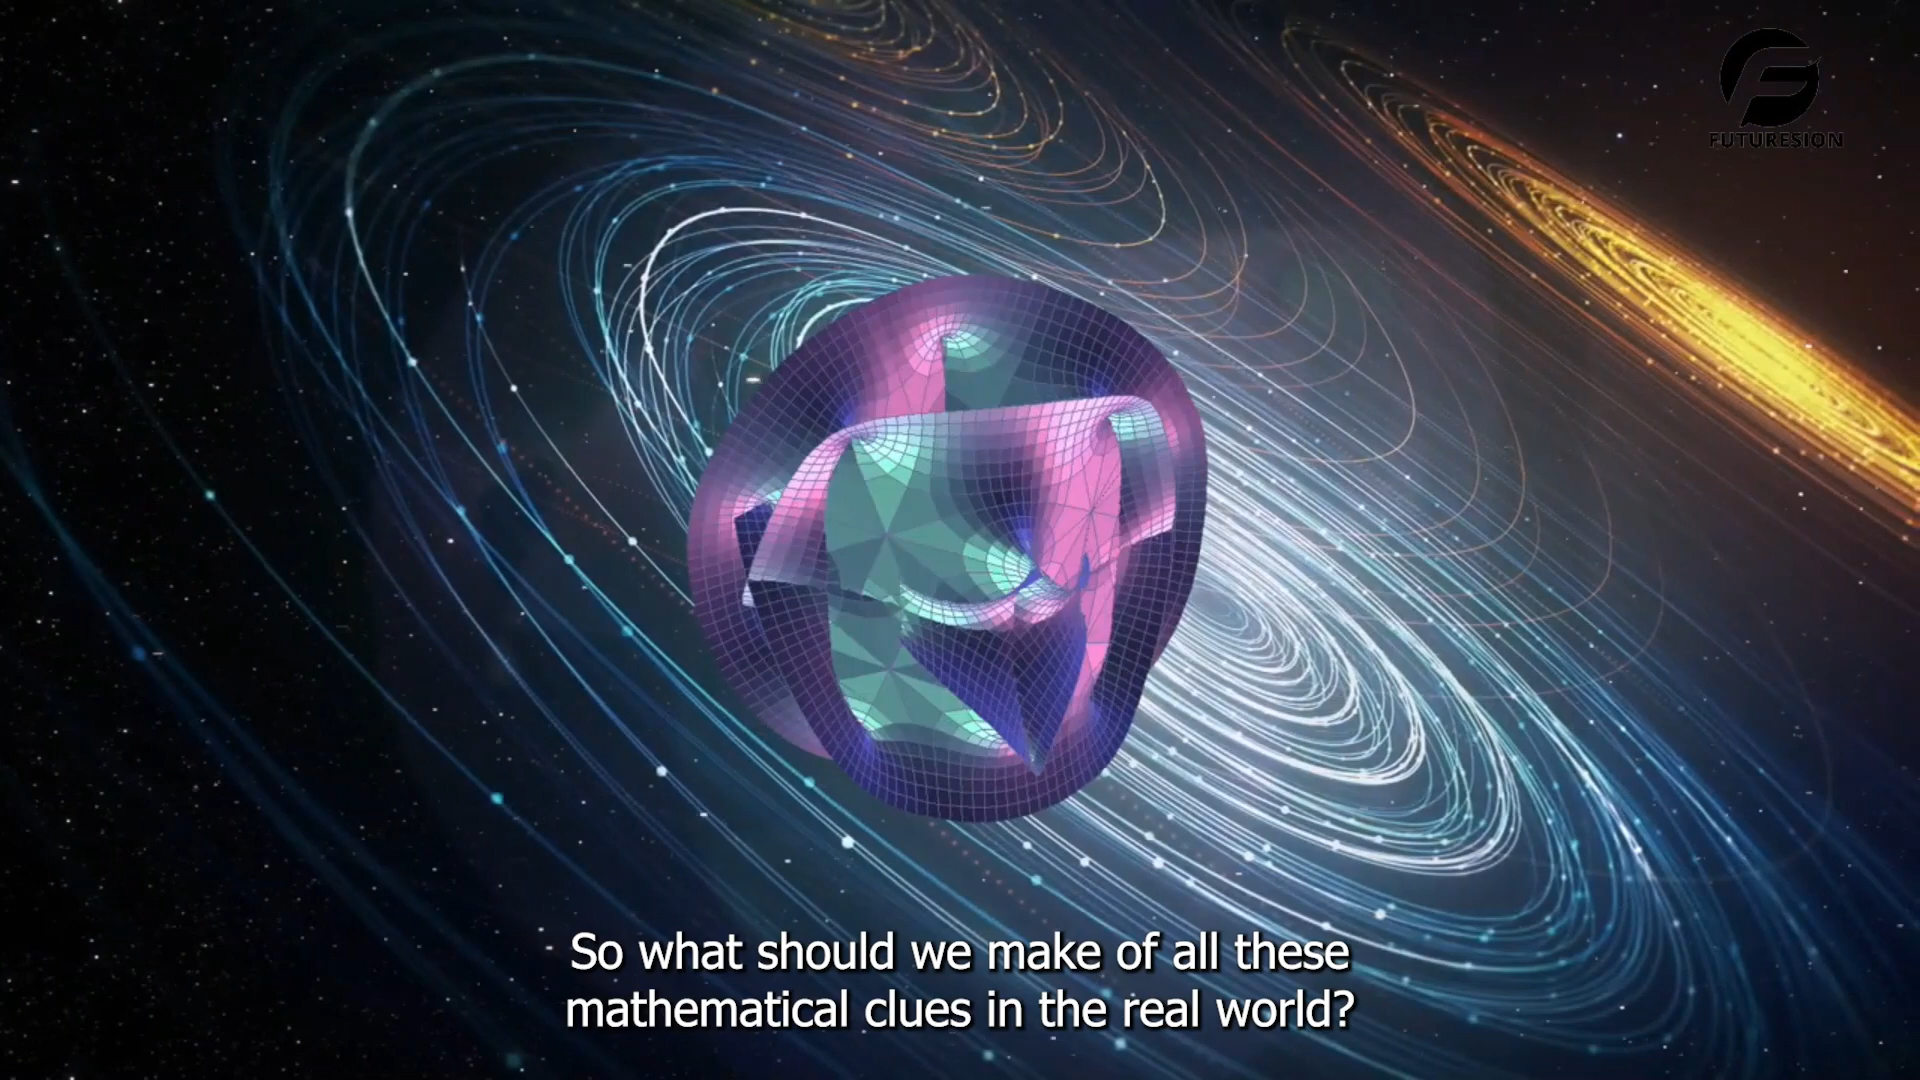 FUTURESION
So what should we make of all these
mathematical clues in the real world?